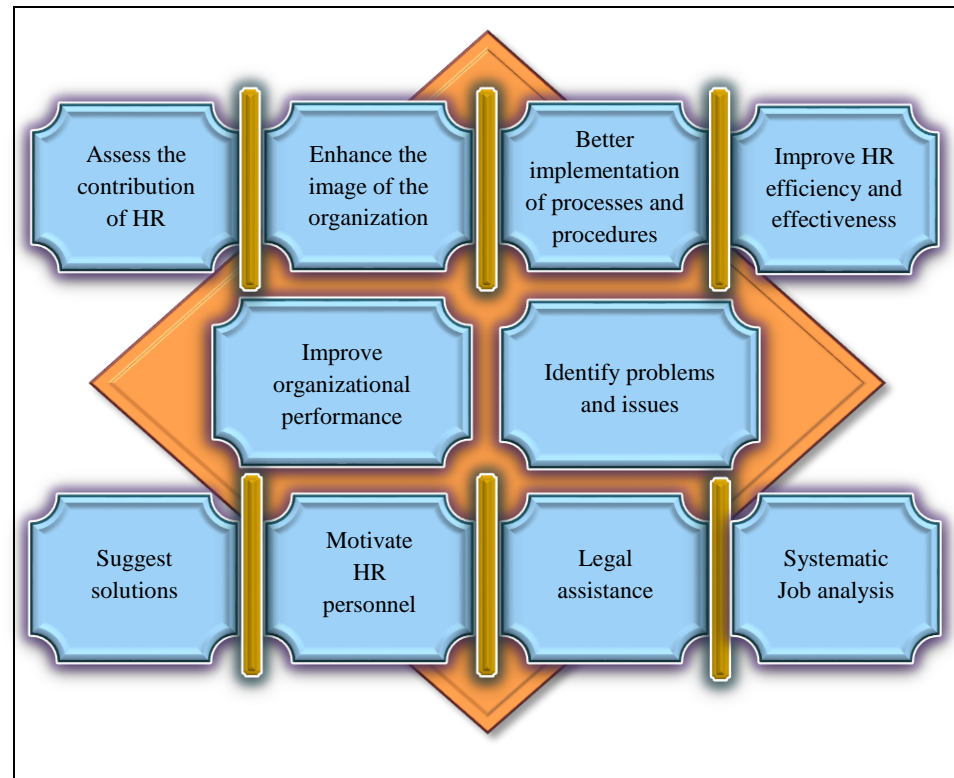 Assess the
contribution
of HR
Enhance the
image of the
organization
Better
implementation
of processes and
procedures
Improve HR
efficiency and
effectiveness
Improve
organizational
performance
Identify problems
and issues
Suggest
solutions
Motivate
HR
personnel
Legal
assistance
Systematic
Job analysis